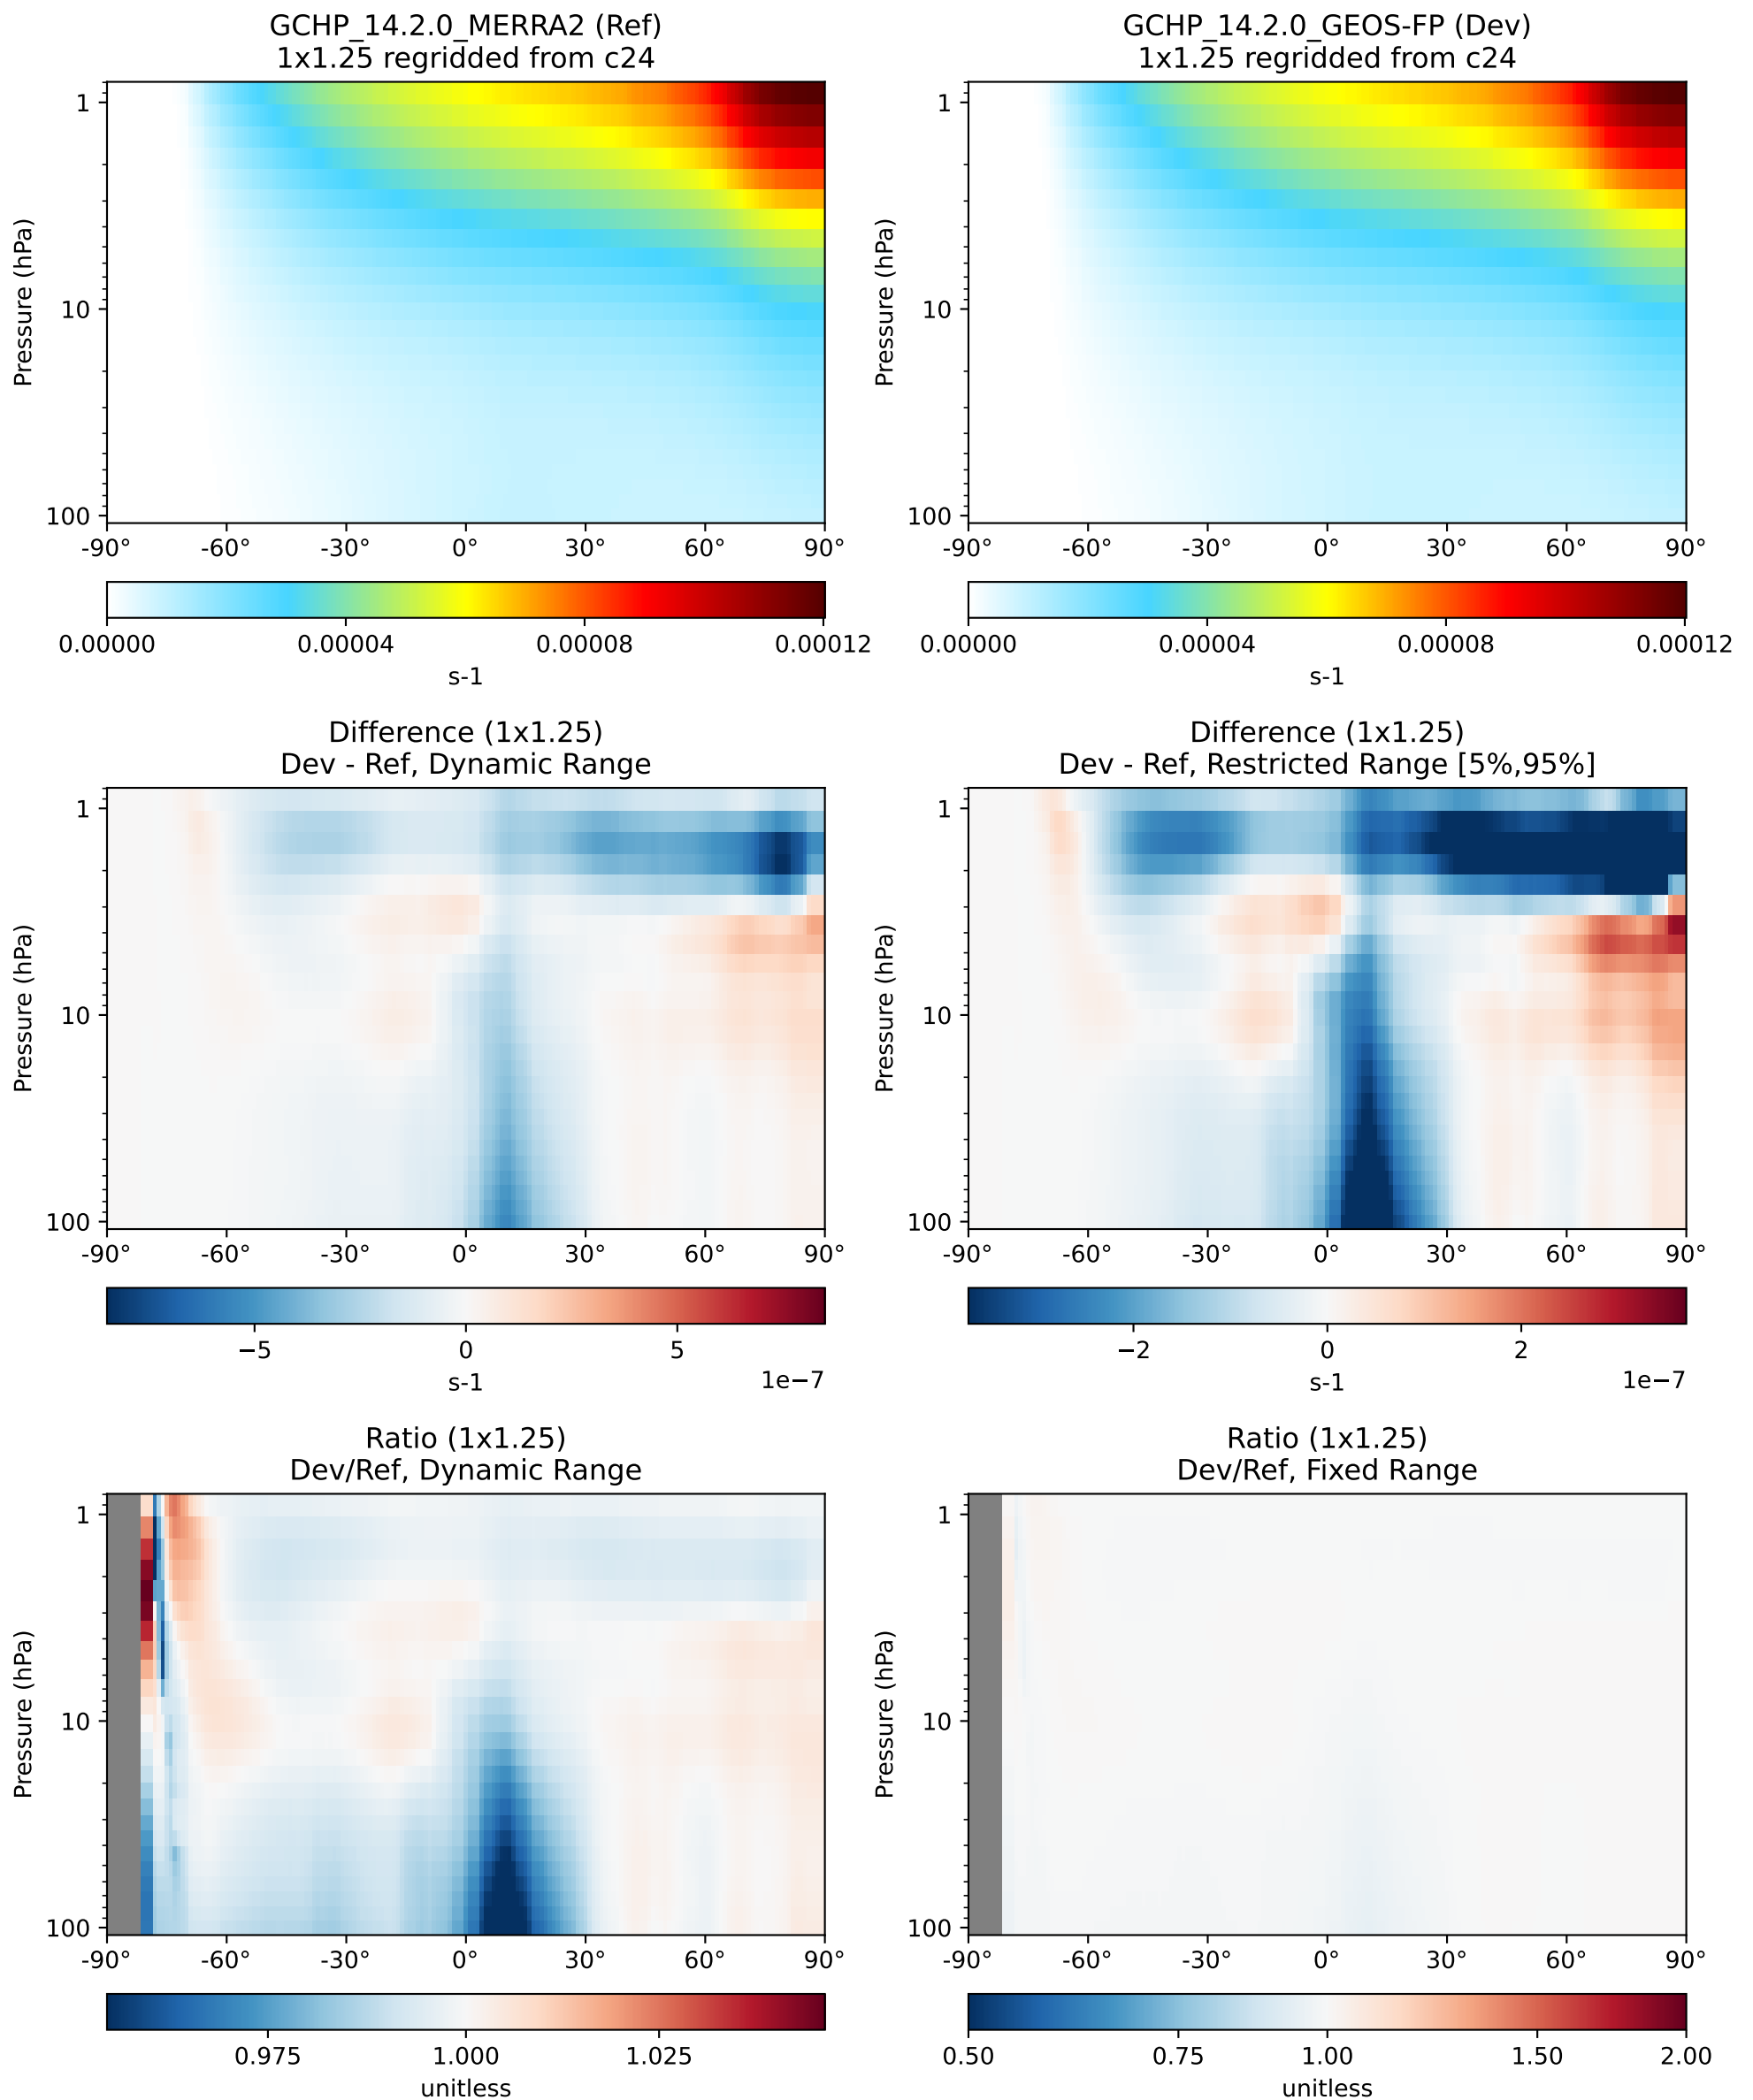 GCHP_14.2.0_MERRA2 (Ref)
1x1.25 regridded from c24
Pressure (hPa)
1
10
100
-90° -60° -30° 0° 30° 60° 90°
0.00000 0.00004 0.00008 0.00012
s-1
GCHP_14.2.0_GEOS-FP (Dev)
1x1.25 regridded from c24
Pressure (hPa)
1
10
100
-90° -60° -30° 0° 30° 60° 90°
0.00000 0.00004 0.00008 0.00012
s-1
Difference (1x1.25)
Dev - Ref, Dynamic Range
Pressure (hPa)
1
10
100
-90° -60° -30° 0° 30° 60° 90°
−5 0 5
1e−7
s-1
Difference (1x1.25)
Dev - Ref, Restricted Range [5%,95%]
Pressure (hPa)
1
10
100
-90° -60° -30° 0° 30° 60° 90°
−2 0 2
1e−7
s-1
Ratio (1x1.25)
Dev/Ref, Dynamic Range
Pressure (hPa)
1
10
100
-90° -60° -30° 0° 30° 60° 90°
0.975 1.000 1.025
unitless
Ratio (1x1.25)
Dev/Ref, Fixed Range
Pressure (hPa)
1
10
100
-90° -60° -30° 0° 30° 60° 90°
0.50 0.75 1.00 1.50 2.00
unitless